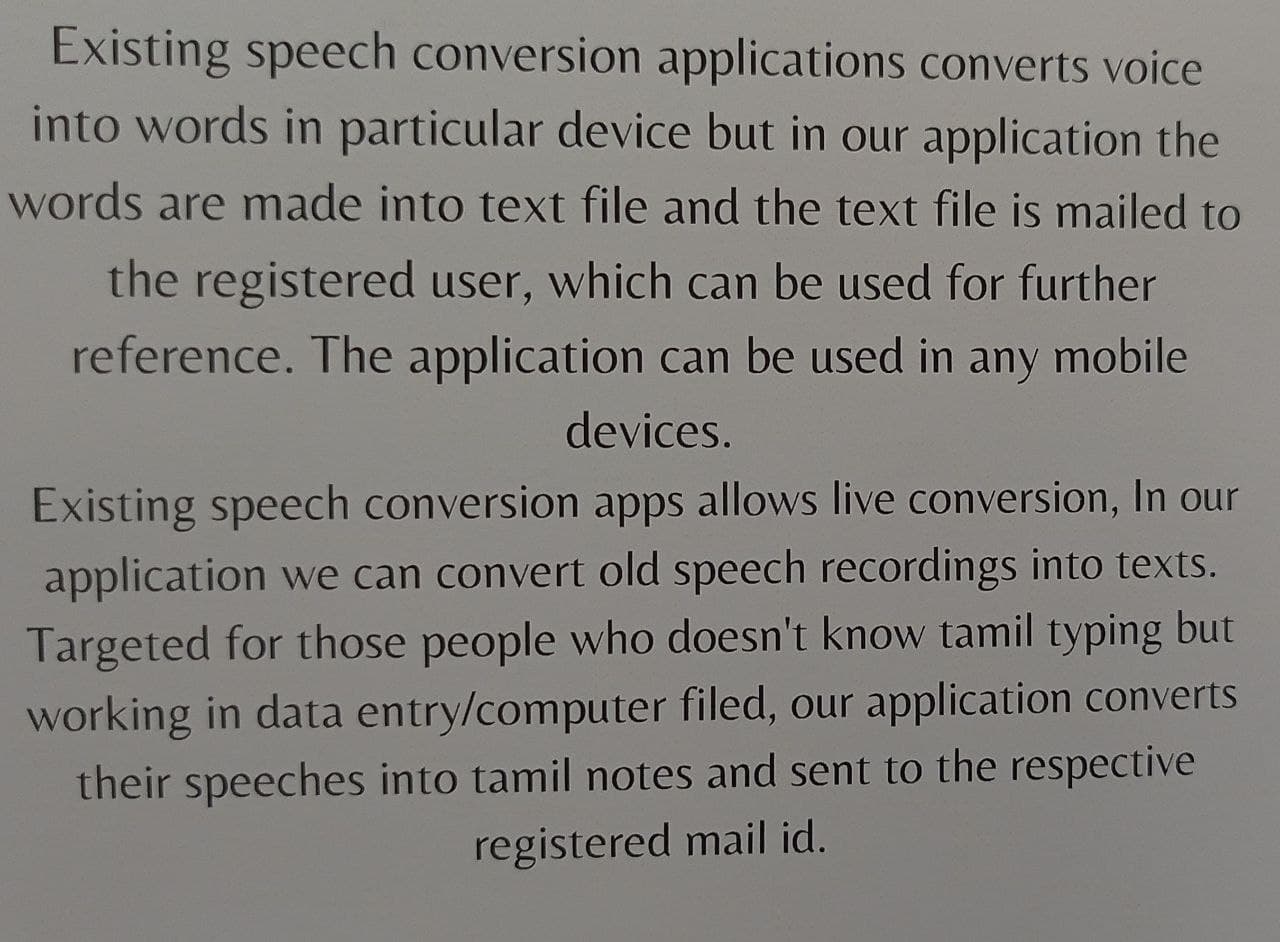 Existing speech conversion applications converts voice
into words in particular device but in our application the
words are made into text file and the text file is mailed to
the registered user, which can be used for further
reference. The application can be used in any mobile
devices.
Existing speech conversion apps allows live conversion, In our
application we can convert old speech recordings into texts.
Targeted for those people who doesn't know tamil typing but
working in data entry/computer filed, our application converts
their speeches into tamil notes and sent to the respective
registered mail id.